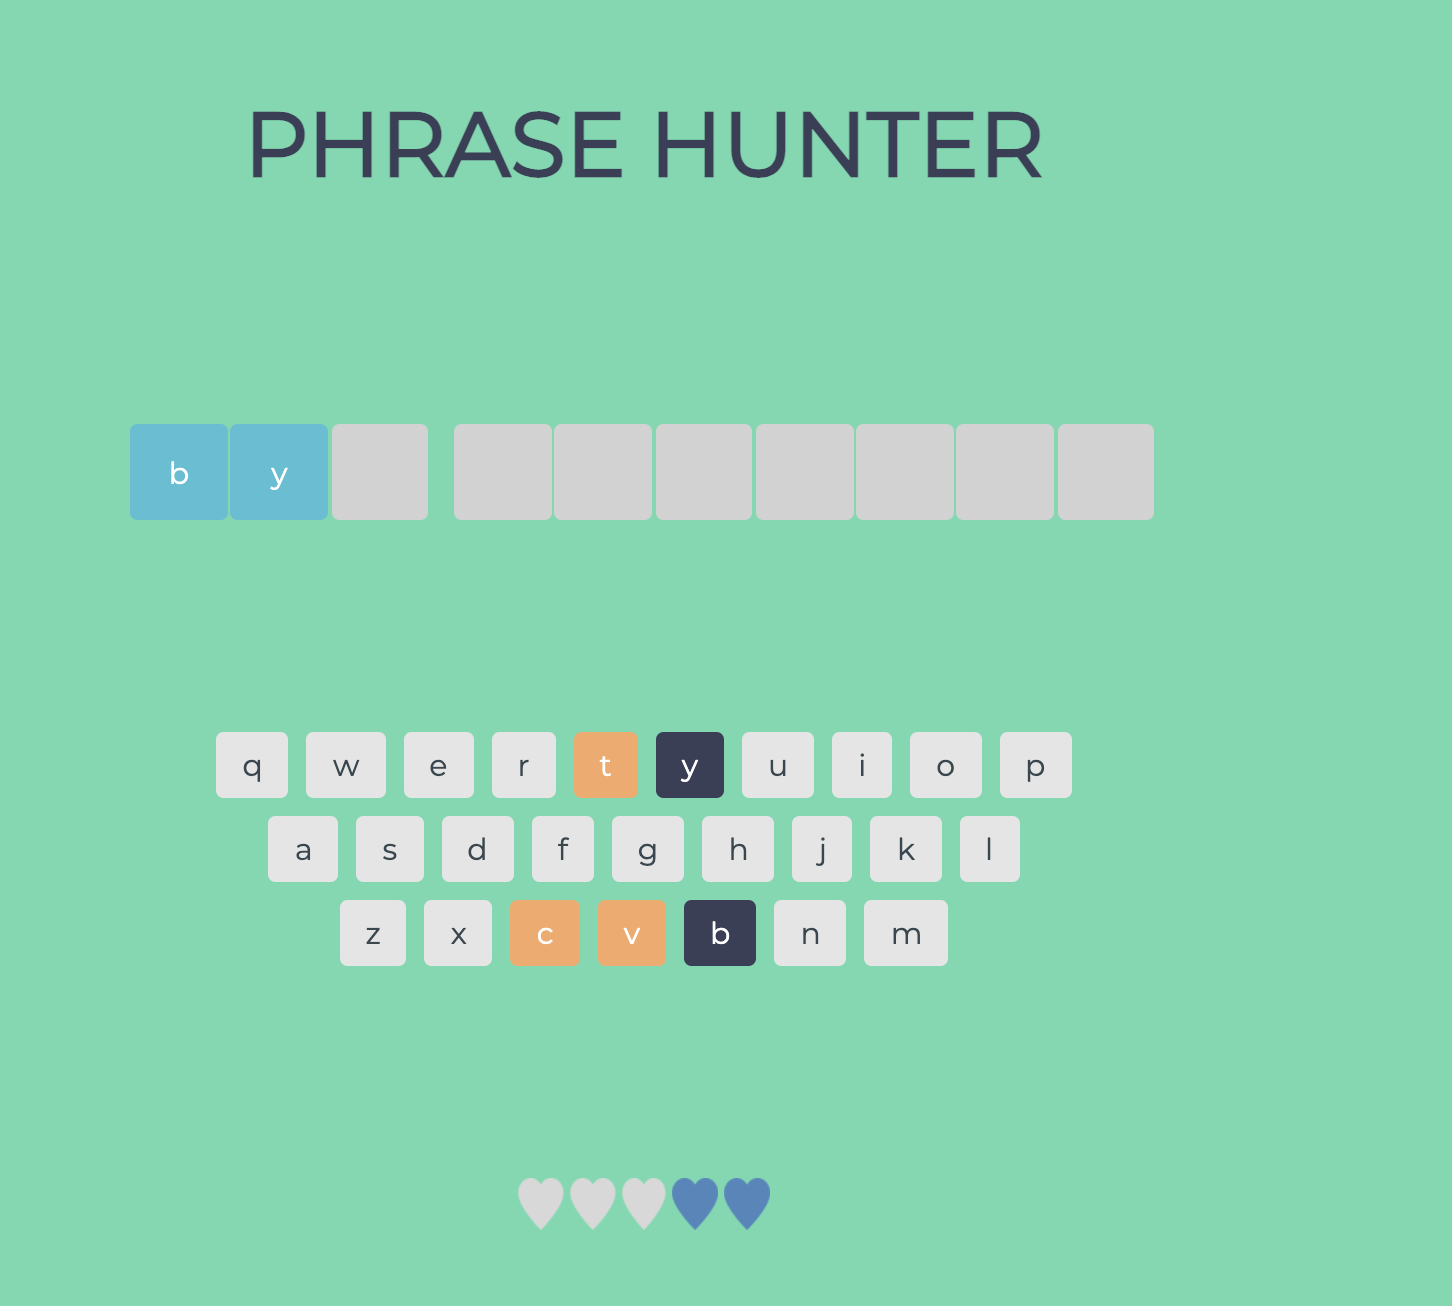 PHRASE HUNTER
b y
q w e r t y u i o p
a s d f g h j k l
z x c v b n m